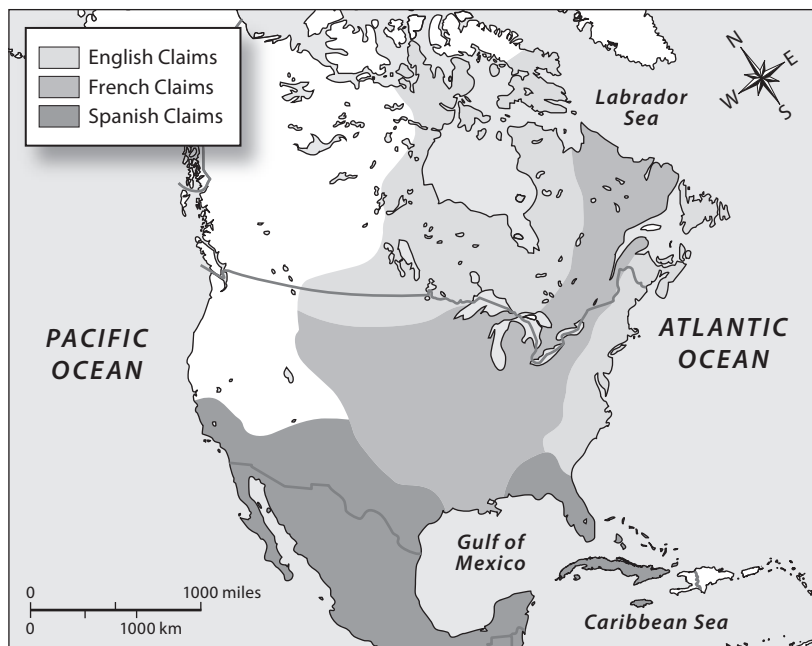 English Claims
French Claims
Spanish Claims
N
E
W
S
Labrador
Sea
PACIFIC
OCEAN
ATLANTIC
OCEAN
Gulf of
Mexico
Caribbean Sea
0 1000 miles
0 1000 km